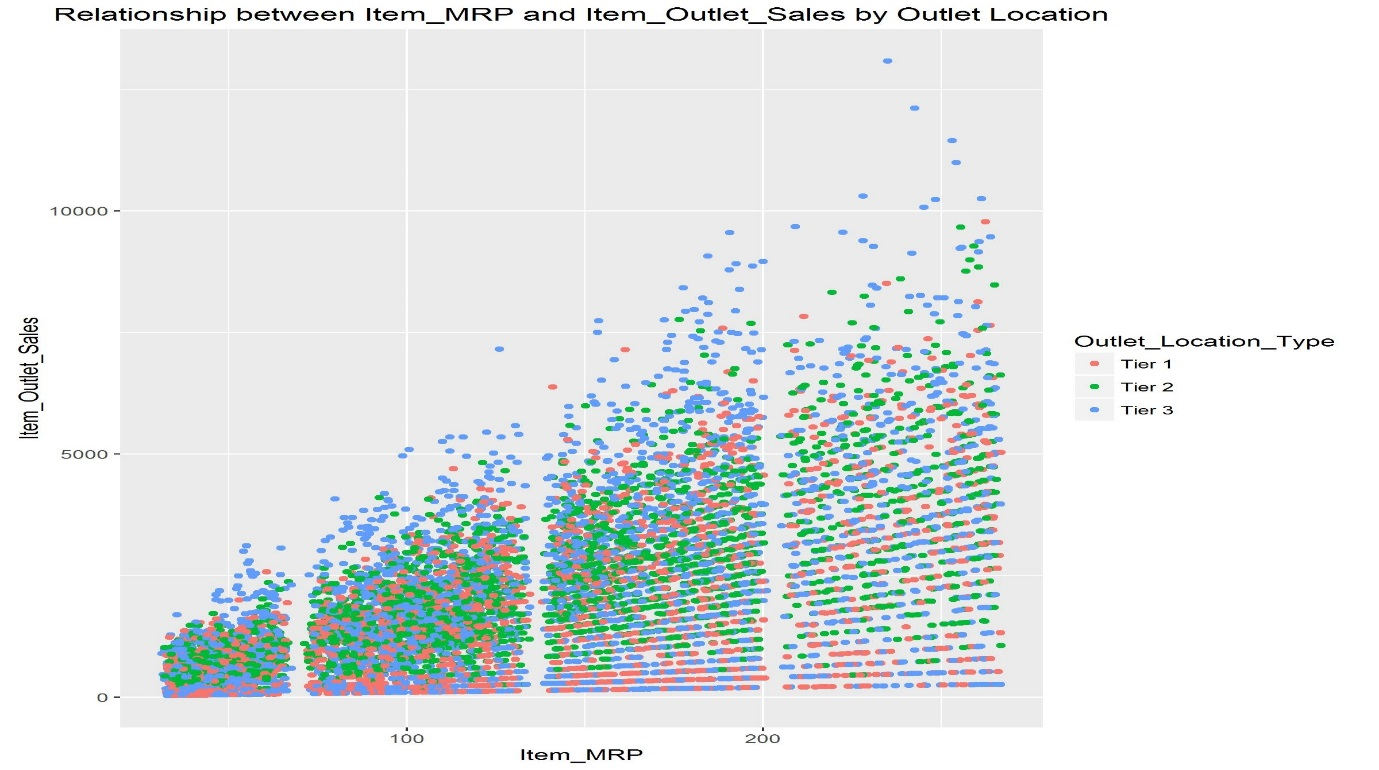 Relationship between Item_MRP and Item_Outlet_Sales by Outlet Location
Item_Outlet_Sales
10000
5000
0
100
200
Item_MRP
Outlet_Location_Type
Tier 1
Tier 2
Tier 3